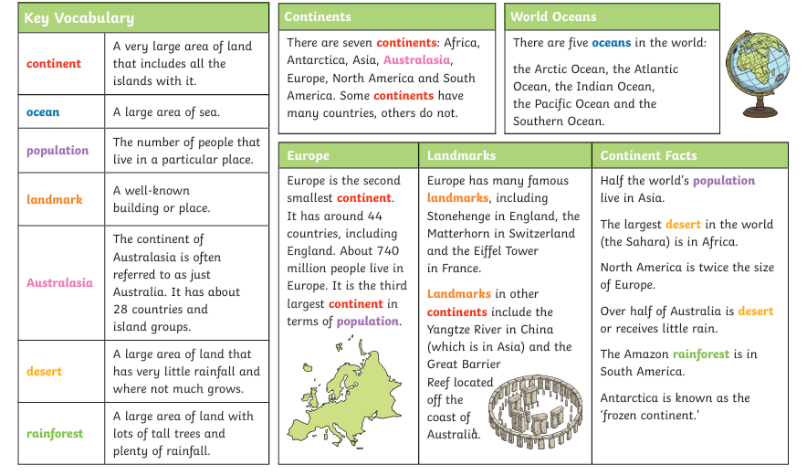 Key Vocabulary
continent
A very large area of land
that includes all the
islands with it.
ocean
A large area of sea.
population
The number of people that
live in a particular place.
landmark
A well-known
building or place.
Australasia
The continent of
Australasia is often
referred to as just
Australia. It has about
28 countries and
island groups.
desert
A large area of land that
has very little rainfall and
where not much grows.
rainforest
A large area of land with
lots of tall trees and
plenty of rainfall.
Continents
There are seven continents: Africa,
Antarctica, Asia, Australasia,
Europe, North America and South
America. Some continents have
many countries, others do not.
World Oceans
There are five oceans in the world:
the Arctic Ocean, the Atlantic
Ocean, the Indian Ocean,
the Pacific Ocean and the
Southern Ocean.
Europe
Europe is the second
smallest continent.
It has around 44
countries, including
England. About 740
million people live in
Europe. It is the third
largest continent in
terms of population.
Landmarks
Europe has many famous
landmarks, including
Stonehenge in England, the
Matterhorn in Switzerland
and the Eiffel Tower
in France.
Landmarks in other
continents include the
Yangtze River in China
(which is in Asia) and the
Great Barrier
Reef located
off the
coast of
Australia.
Continent Facts
Half the world's population
live in Asia.
The largest desert in the world
(the Sahara) is in Africa.
North America is twice the size
of Europe.
Over half of Australia is desert
or receives little rain.
The Amazon rainforest is in
South America.
Antarctica is known as the
'frozen continent.'